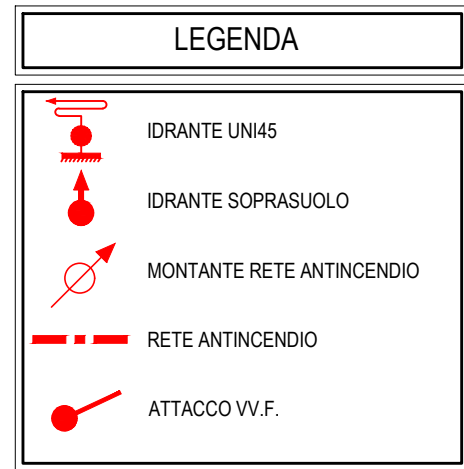 LEGENDA
IDRANTE UNI45
IDRANTE SOPRASUOLO
MONTANTE RETE ANTINCENDIO
RETE ANTINCENDIO
ATTACCO VV.F.